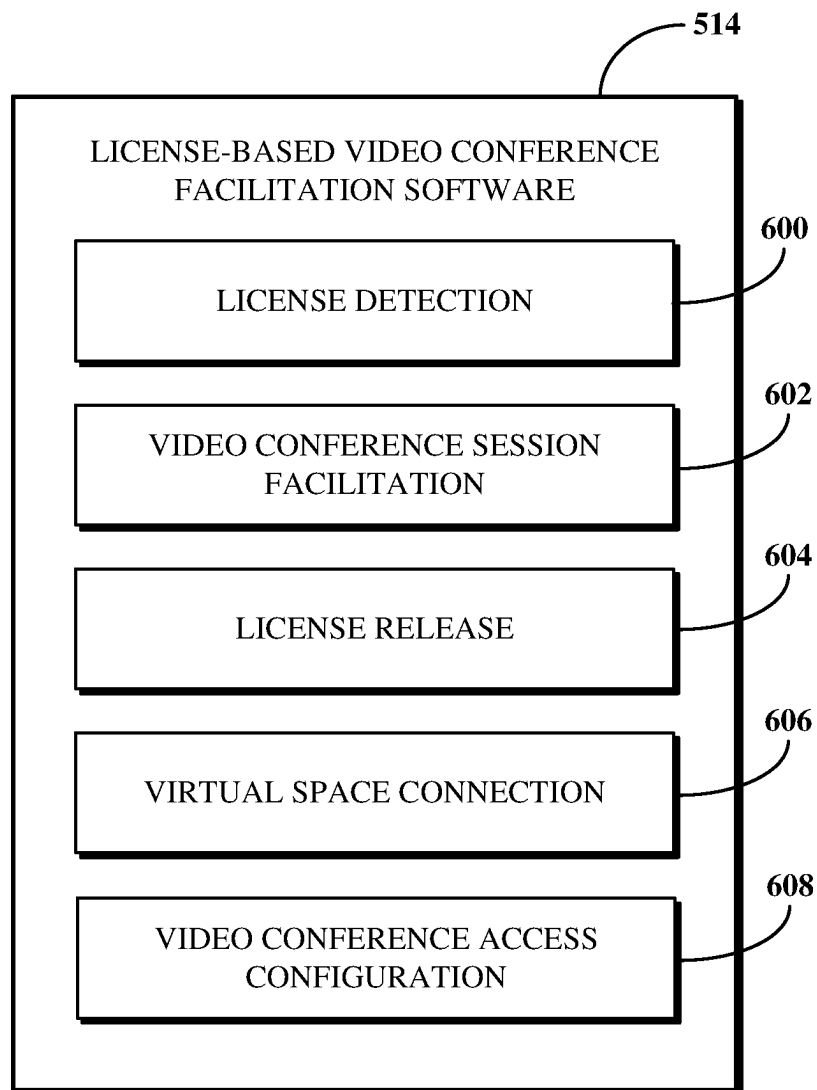 514
LICENSE-BASED VIDEO CONFERENCE
FACILITATION SOFTWARE
600
LICENSE DETECTION
602
VIDEO CONFERENCE SESSION
FACILITATION
604
LICENSE RELEASE
606
VIRTUAL SPACE CONNECTION
608
VIDEO CONFERENCE ACCESS
CONFIGURATION